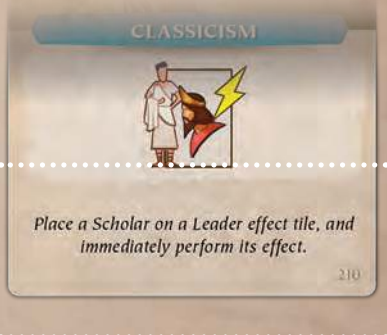 CLASSICISM
Place a Scholar on a Leader effect tile, and
immediately perform its effect.
210